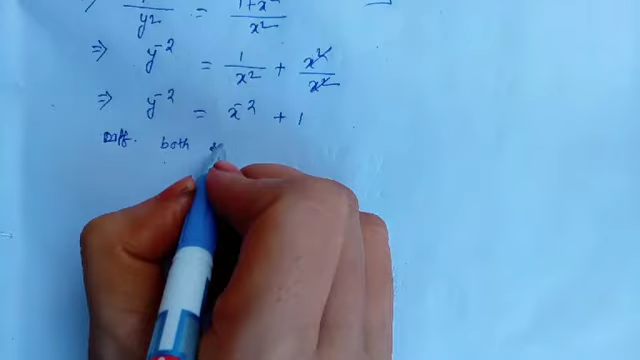 1/y² = 1+x²/x²
⇒ y⁻² = 1/x² + x²/x²
⇒ y⁻² = x⁻² + 1
Diff. both